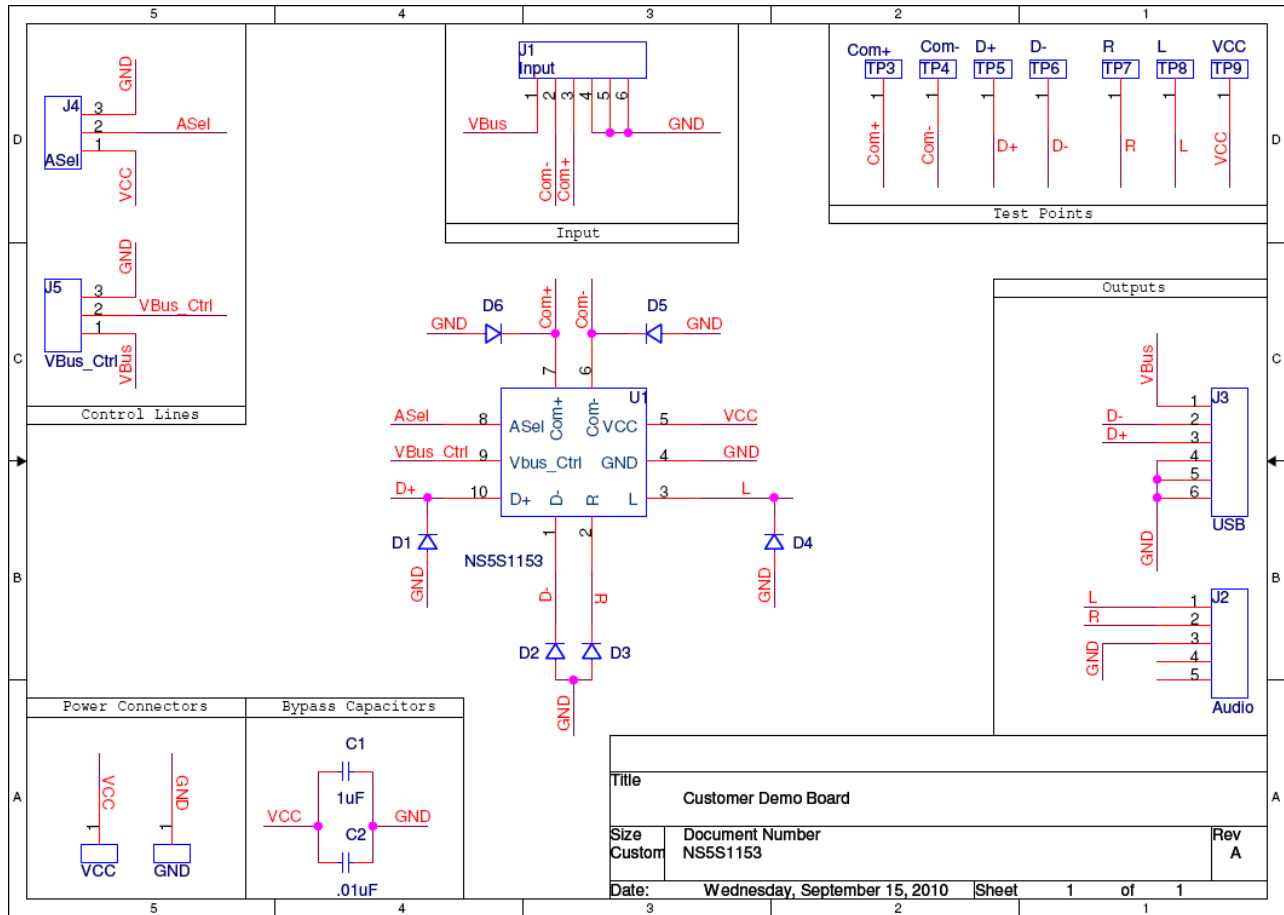 5 4 3 2 1
D
C
B
A
D
C
B
A
J4
ASel
3
2
1
GND
ASel
VCC
J5
VBus_Ctrl
3
2
1
GND
VBus_Ctrl
VBus
Control Lines
J1
Input
1 2 3 4 5 6
VBus
GND
Com-
Com+
Input
Com+ Com- D+ D- R L VCC
TP3 TP4 TP5 TP6 TP7 TP8 TP9
1 1 1 1 1 1 1
Com+ Com- D+ D- R L VCC
Test Points
D6
Com+
Com-
D5
GND
GND
7
6
U1
ASel 8 ASel Com+ Com- VCC 5 VCC
VBus_Ctrl 9 Vbus_Ctrl GND 4 GND
D+ 10 D+ D- R L 3 L
1
2
D1
NS5S1153
D4
GND
GND
D-
R
D2
D3
GND
Outputs
VBus
J3
1
D- 2
D+ 3
4
5
6
USB
GND
J2
L 1
R 2
3
4
5
GND
Audio
Power Connectors
VCC
GND
1
1
VCC
GND
Bypass Capacitors
C1
1uF
VCC
GND
C2
.01uF
Title
Customer Demo Board
Size Document Number Rev
Custom NS5S1153 A
Date: Wednesday, September 15, 2010 Sheet 1 of 1
5 4 3 2 1